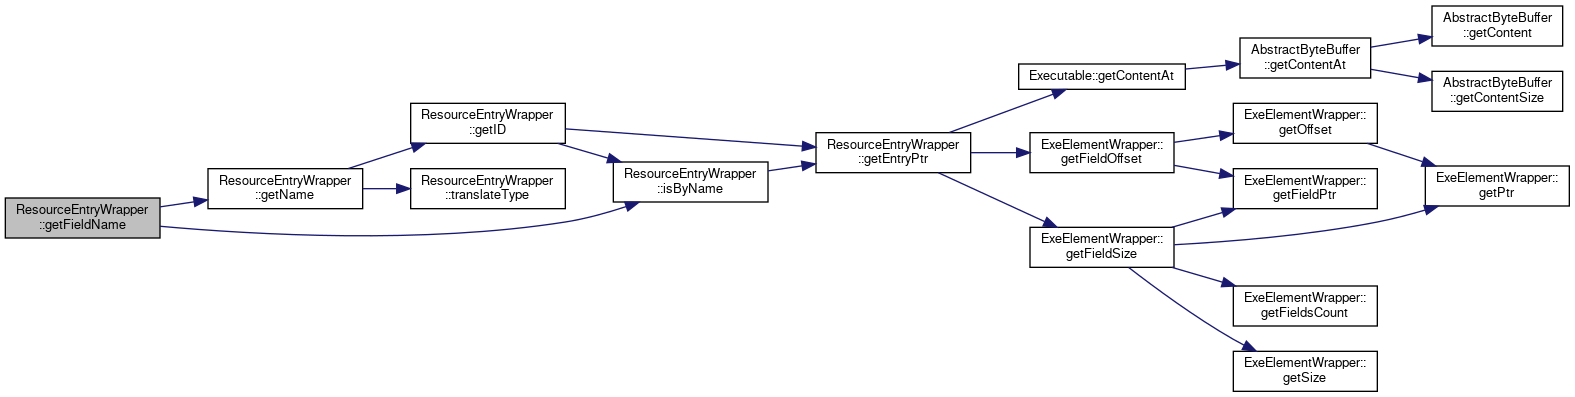 ResourceEntryWrapper
::getFieldName
ResourceEntryWrapper
::getName
ResourceEntryWrapper
::getID
ResourceEntryWrapper
::translateType
ResourceEntryWrapper
::isByName
ResourceEntryWrapper
::getEntryPtr
Executable::getContentAt
ExeElementWrapper::
getFieldOffset
ExeElementWrapper::
getFieldSize
AbstractByteBuffer
::getContentAt
ExeElementWrapper::
getOffset
ExeElementWrapper::
getFieldPtr
ExeElementWrapper::
getFieldsCount
ExeElementWrapper::
getSize
AbstractByteBuffer
::getContent
AbstractByteBuffer
::getContentSize
ExeElementWrapper::
getPtr